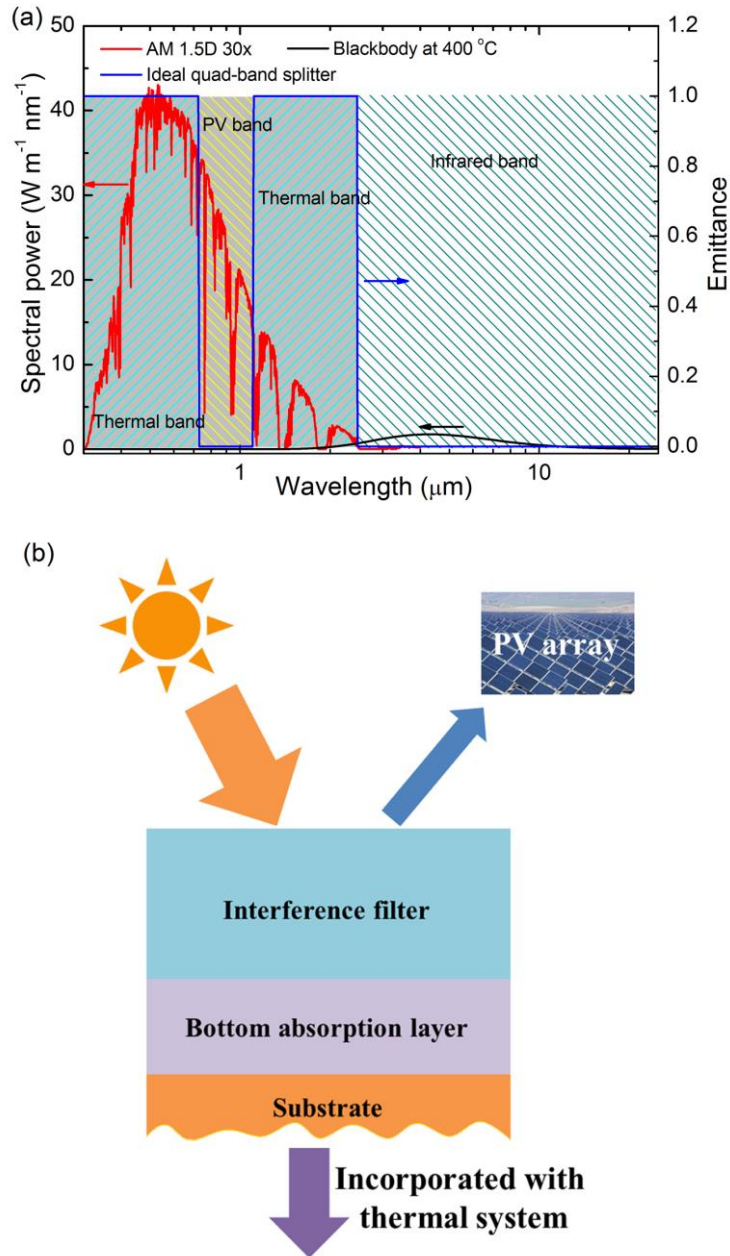 (a)
50
40
30
20
10
0
Spectral power (W m⁻¹ nm⁻¹)
AM 1.5D 30x
Blackbody at 400 °C
Ideal quad-band splitter
PV band
Infrared band
Thermal band
Thermal band
1.2
1.0
0.8
0.6
0.4
0.2
0.0
Emittance
1
10
Wavelength (μm)
(b)
PV array
Interference filter
Bottom absorption layer
Substrate
Incorporated with
thermal system